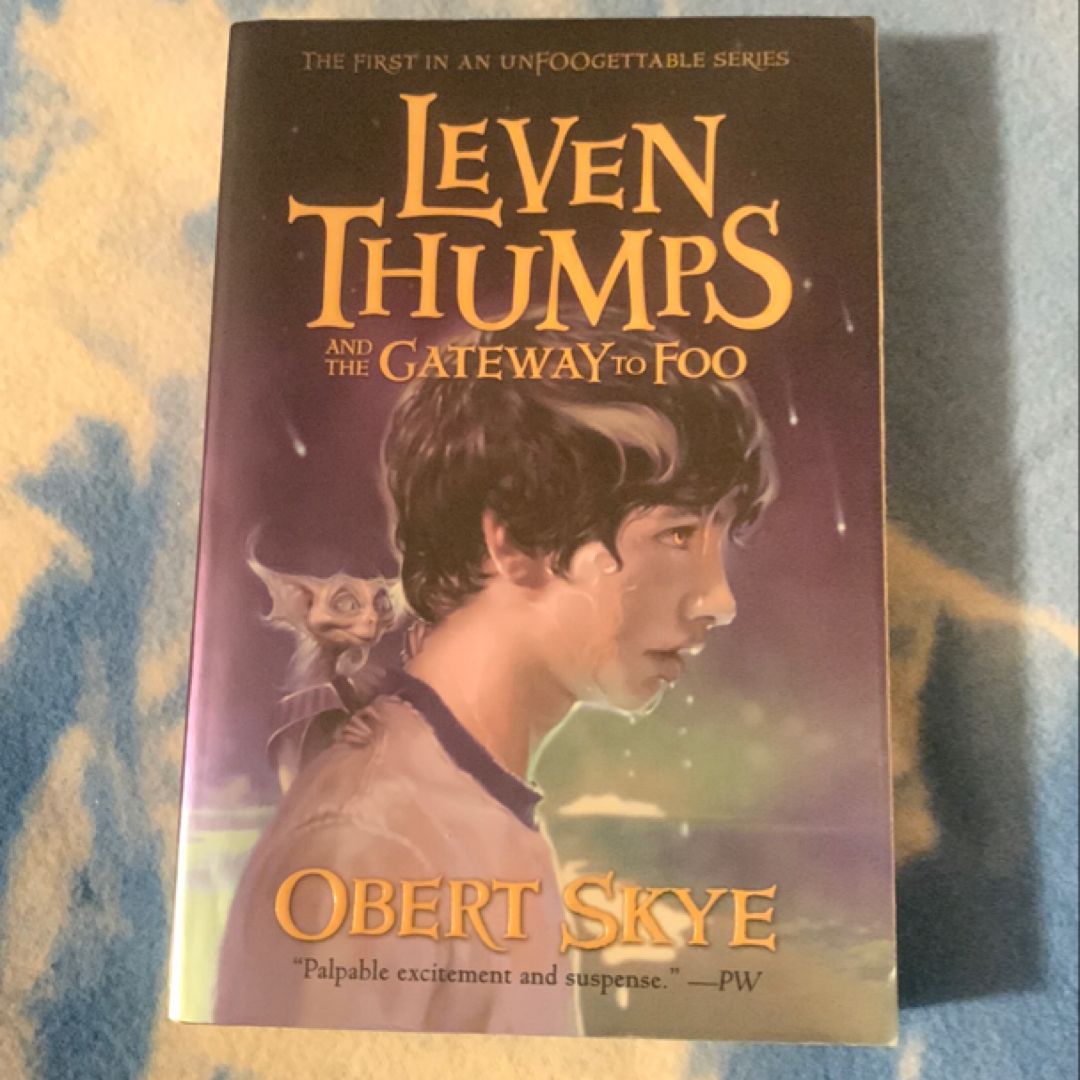 THE FIRST IN AN UNFOOGETTABLE SERIES
LEVEN
THUMPS
AND THE GATEWAY TO FOO
OBERT SKYE
“Palpable excitement and suspense.” —PW